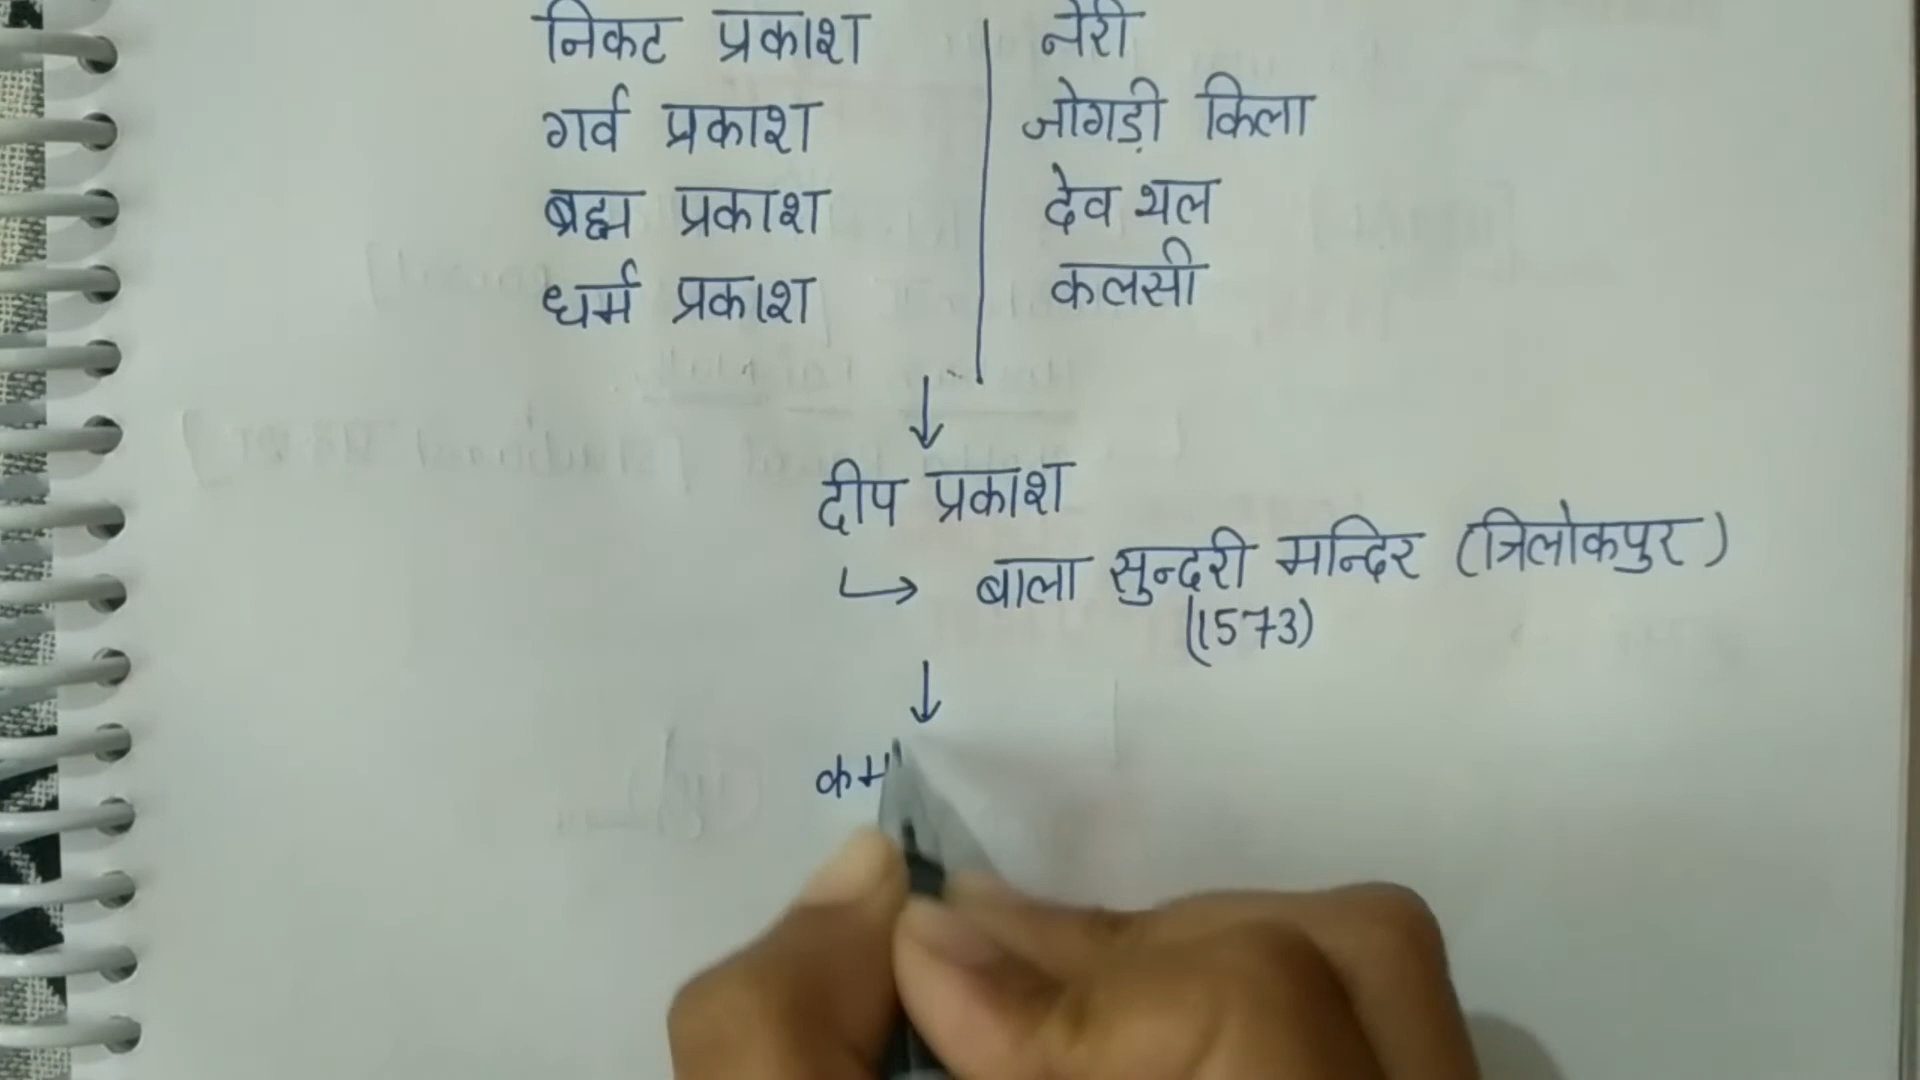 निकट प्रकाश | नेरी
गर्व प्रकाश | जोगड़ी किला
ब्रह्म प्रकाश | देव थल
धर्म प्रकाश | कलसी
↓
दीप प्रकाश
↳ बाला सुन्दरी मन्दिर (त्रिलोकपुर)
(1573)
↓